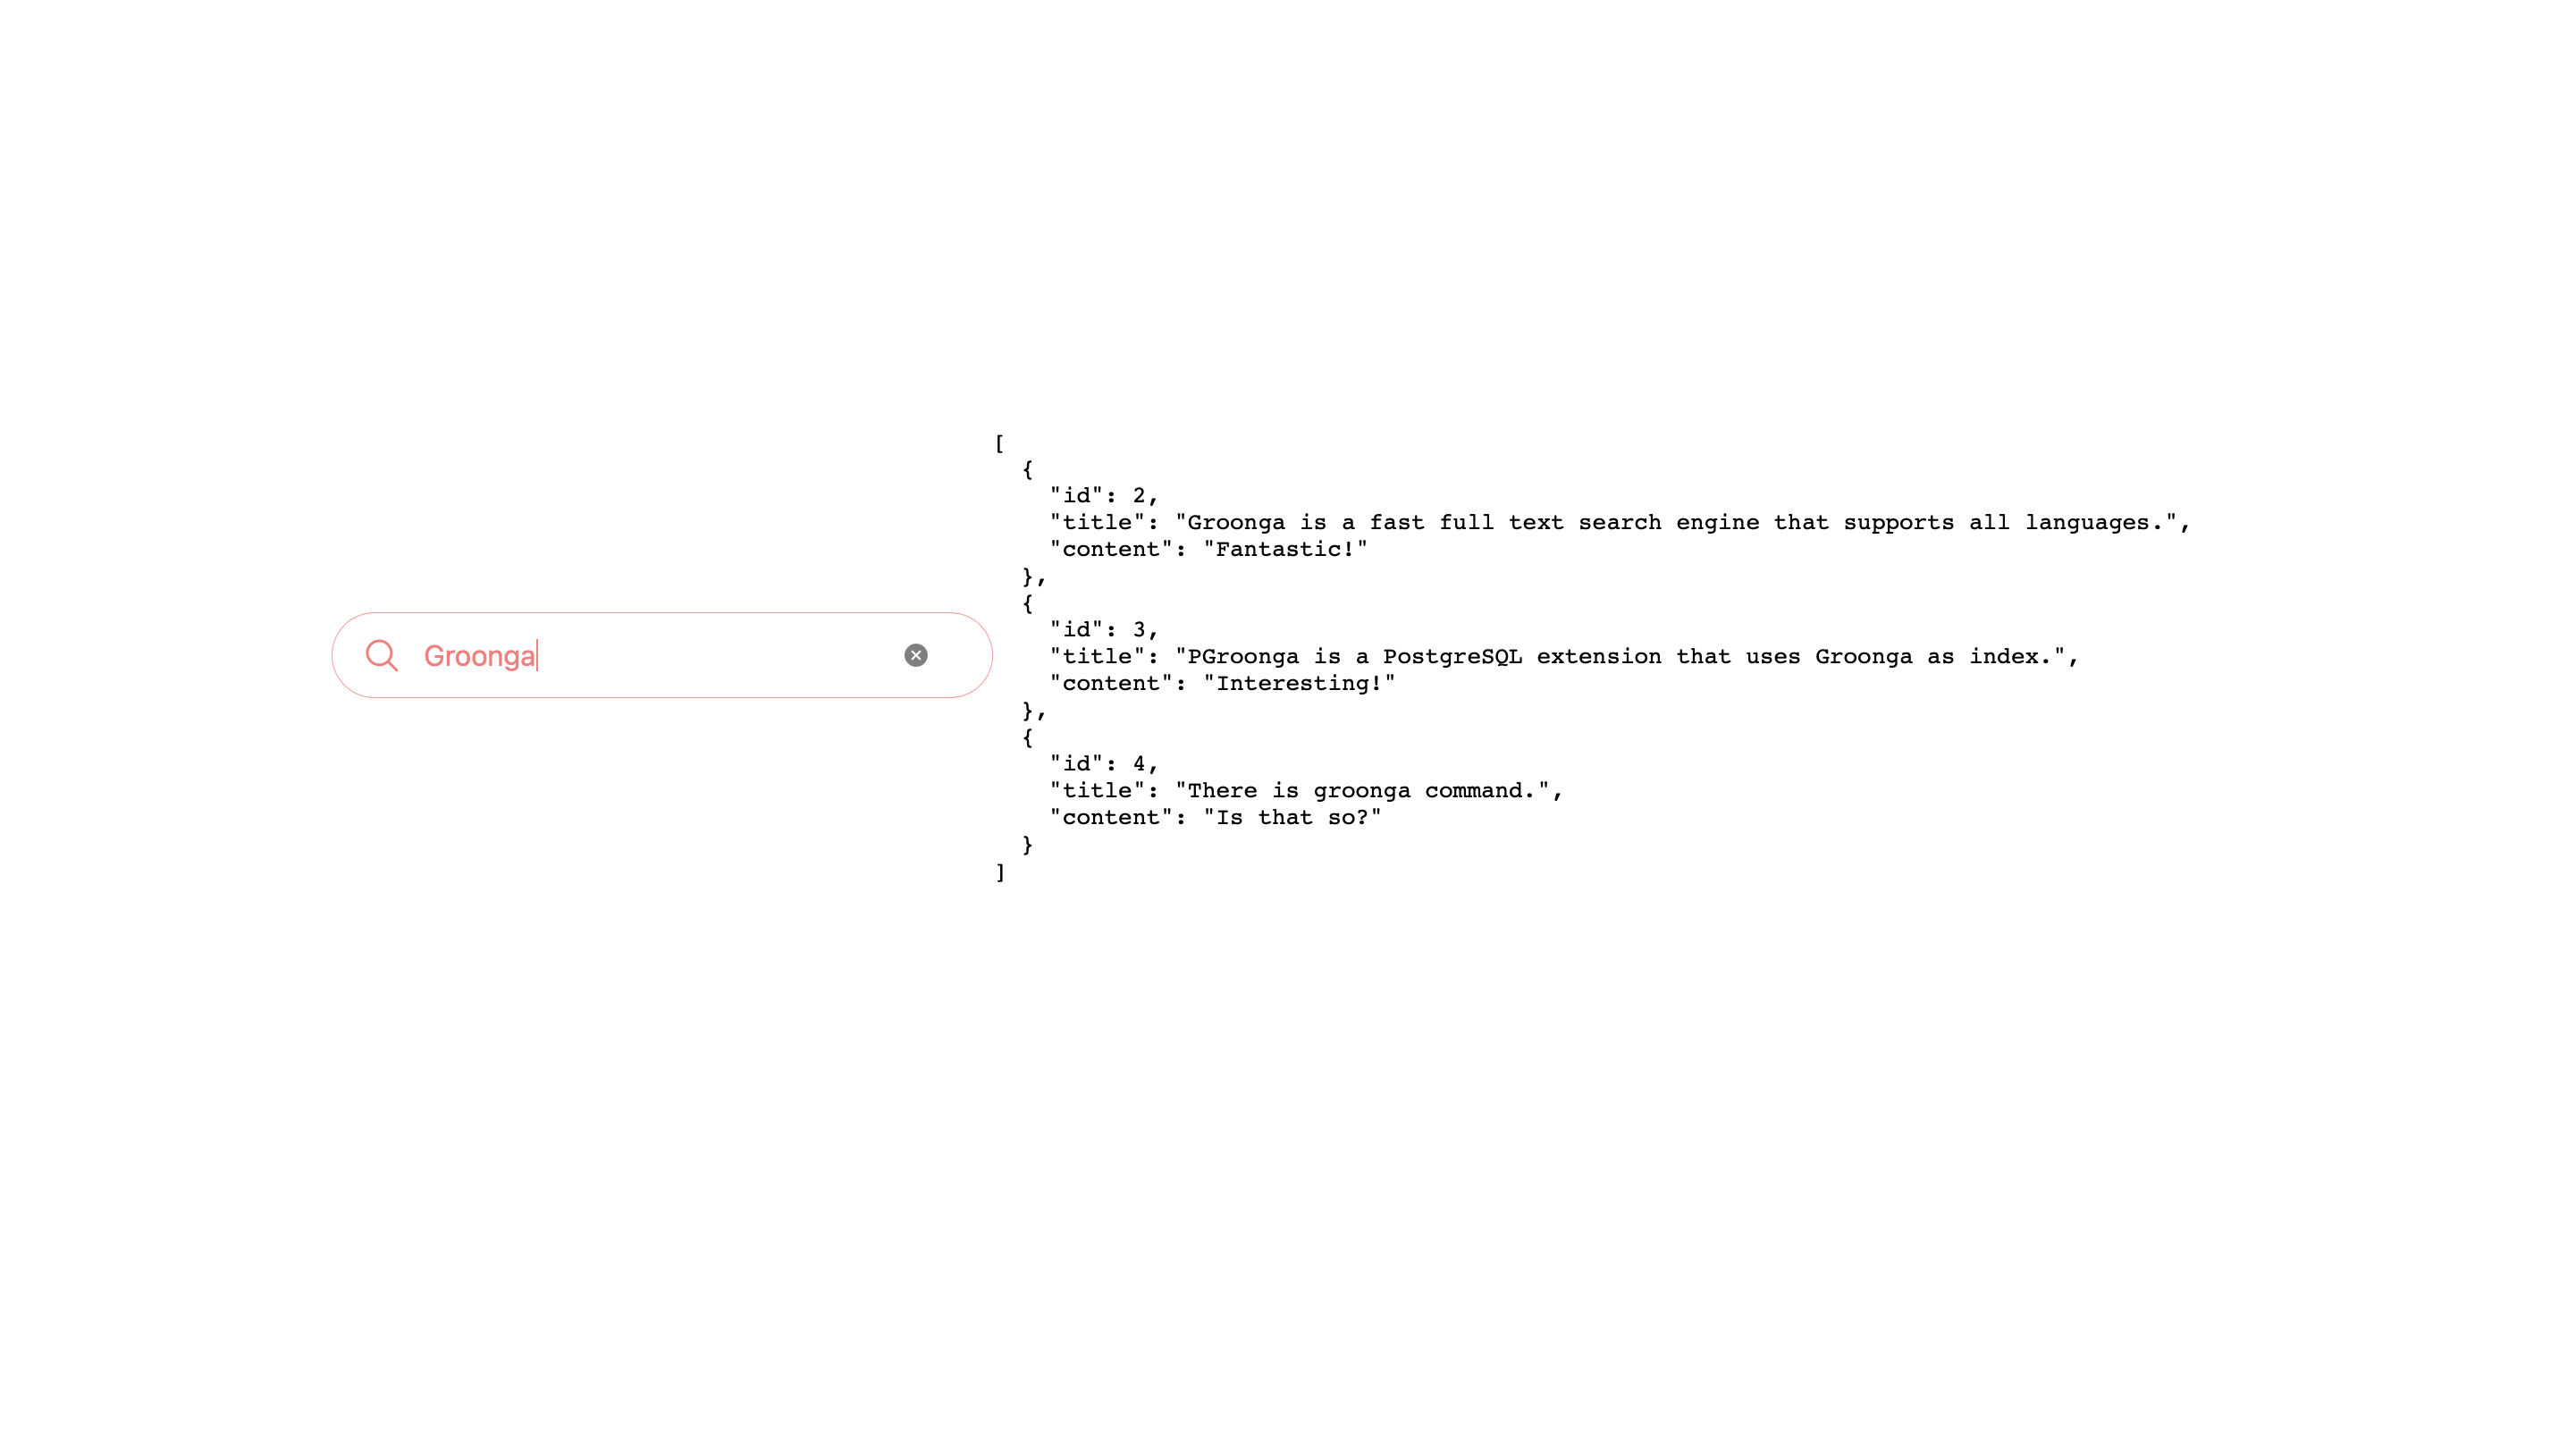 Groonga
[
  {
    "id": 2,
    "title": "Groonga is a fast full text search engine that supports all languages.",
    "content": "Fantastic!"
  },
  {
    "id": 3,
    "title": "PGroonga is a PostgreSQL extension that uses Groonga as index.",
    "content": "Interesting!"
  },
  {
    "id": 4,
    "title": "There is groonga command.",
    "content": "Is that so?"
  }
]